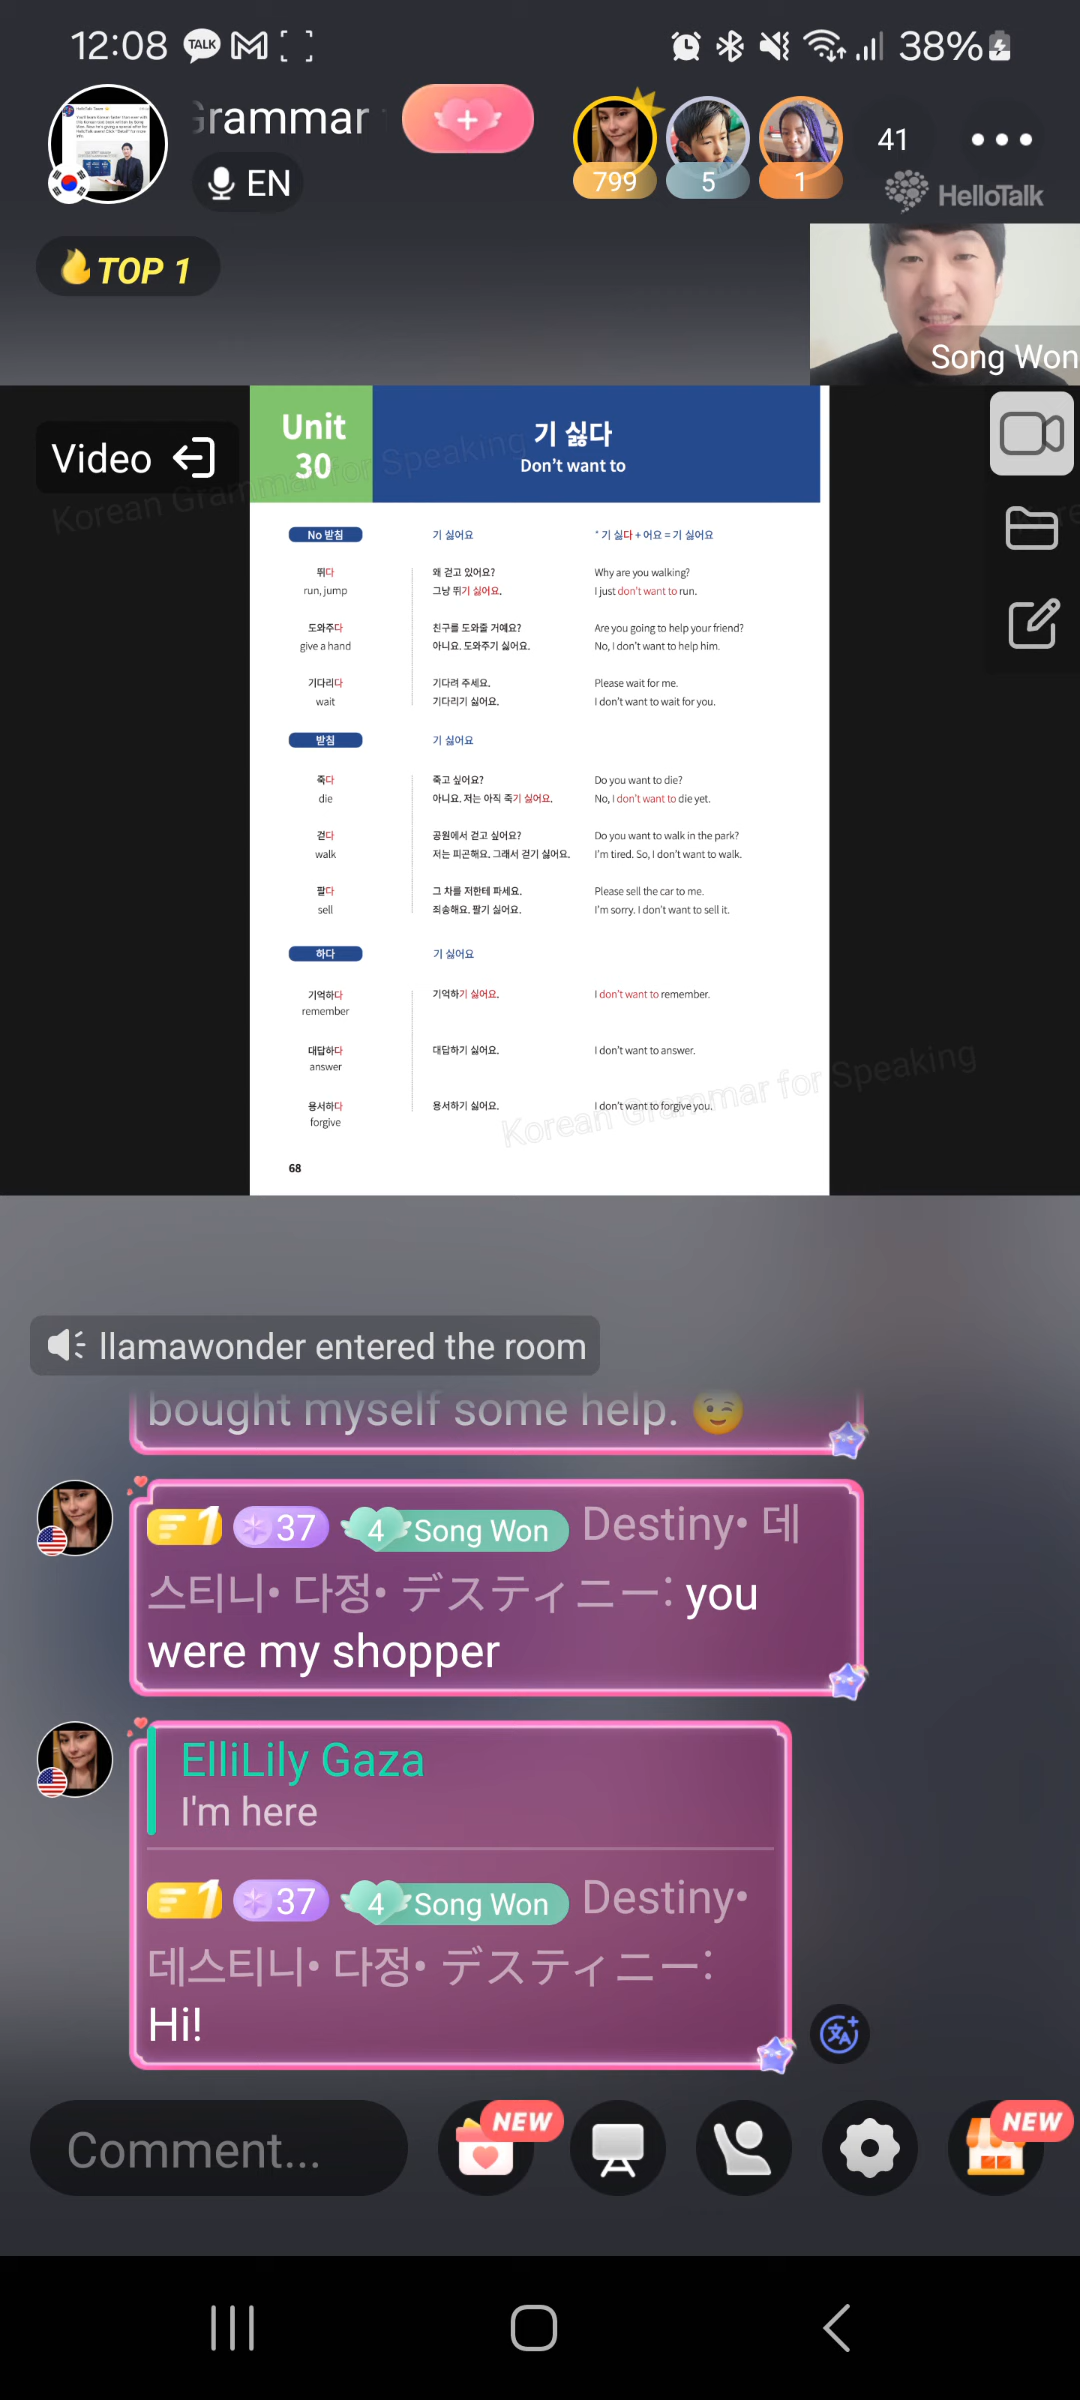 12:08 TALK 38%
Grammar
EN
799 5 1 41
HelloTalk
TOP 1
Song Won
Video
Unit
30
기 싫다
Don't want to
No 받침 기 싫어요 * 기 싫다 + 어요 = 기 싫어요
뛰다 왜 걷고 있어요? Why are you walking?
run, jump 그냥 뛰기 싫어요. I just don't want to run.
도와주다 친구를 도와줄 거예요? Are you going to help your friend?
give a hand 아니요. 도와주기 싫어요. No, I don't want to help him.
기다리다 기다려 주세요. Please wait for me.
wait 기다리기 싫어요. I don't want to wait for you.
받침 기 싫어요
죽다 죽고 싶어요? Do you want to die?
die 아니요. 저는 아직 죽기 싫어요. No, I don't want to die yet.
걷다 공원에서 걷고 싶어요? Do you want to walk in the park?
walk 저는 피곤해요. 그래서 걷기 싫어요. I'm tired. So, I don't want to walk.
팔다 그 차를 저한테 파세요. Please sell the car to me.
sell 죄송해요. 팔기 싫어요. I'm sorry. I don't want to sell it.
하다 기 싫어요
기억하다 기억하기 싫어요. I don't want to remember.
remember
대답하다 대답하기 싫어요. I don't want to answer.
answer
용서하다 용서하기 싫어요. I don't want to forgive you.
forgive
68
Korean Grammar for Speaking
Korean Grammar for Speaking
llamawonder entered the room
bought myself some help. 😉
1 37 4 Song Won Destiny• 데
스티니• 다정• デスティニー: you
were my shopper
ElliLily Gaza
I'm here
1 37 4 Song Won Destiny•
데스티니• 다정• デスティニー:
Hi!
Comment...
NEW
NEW